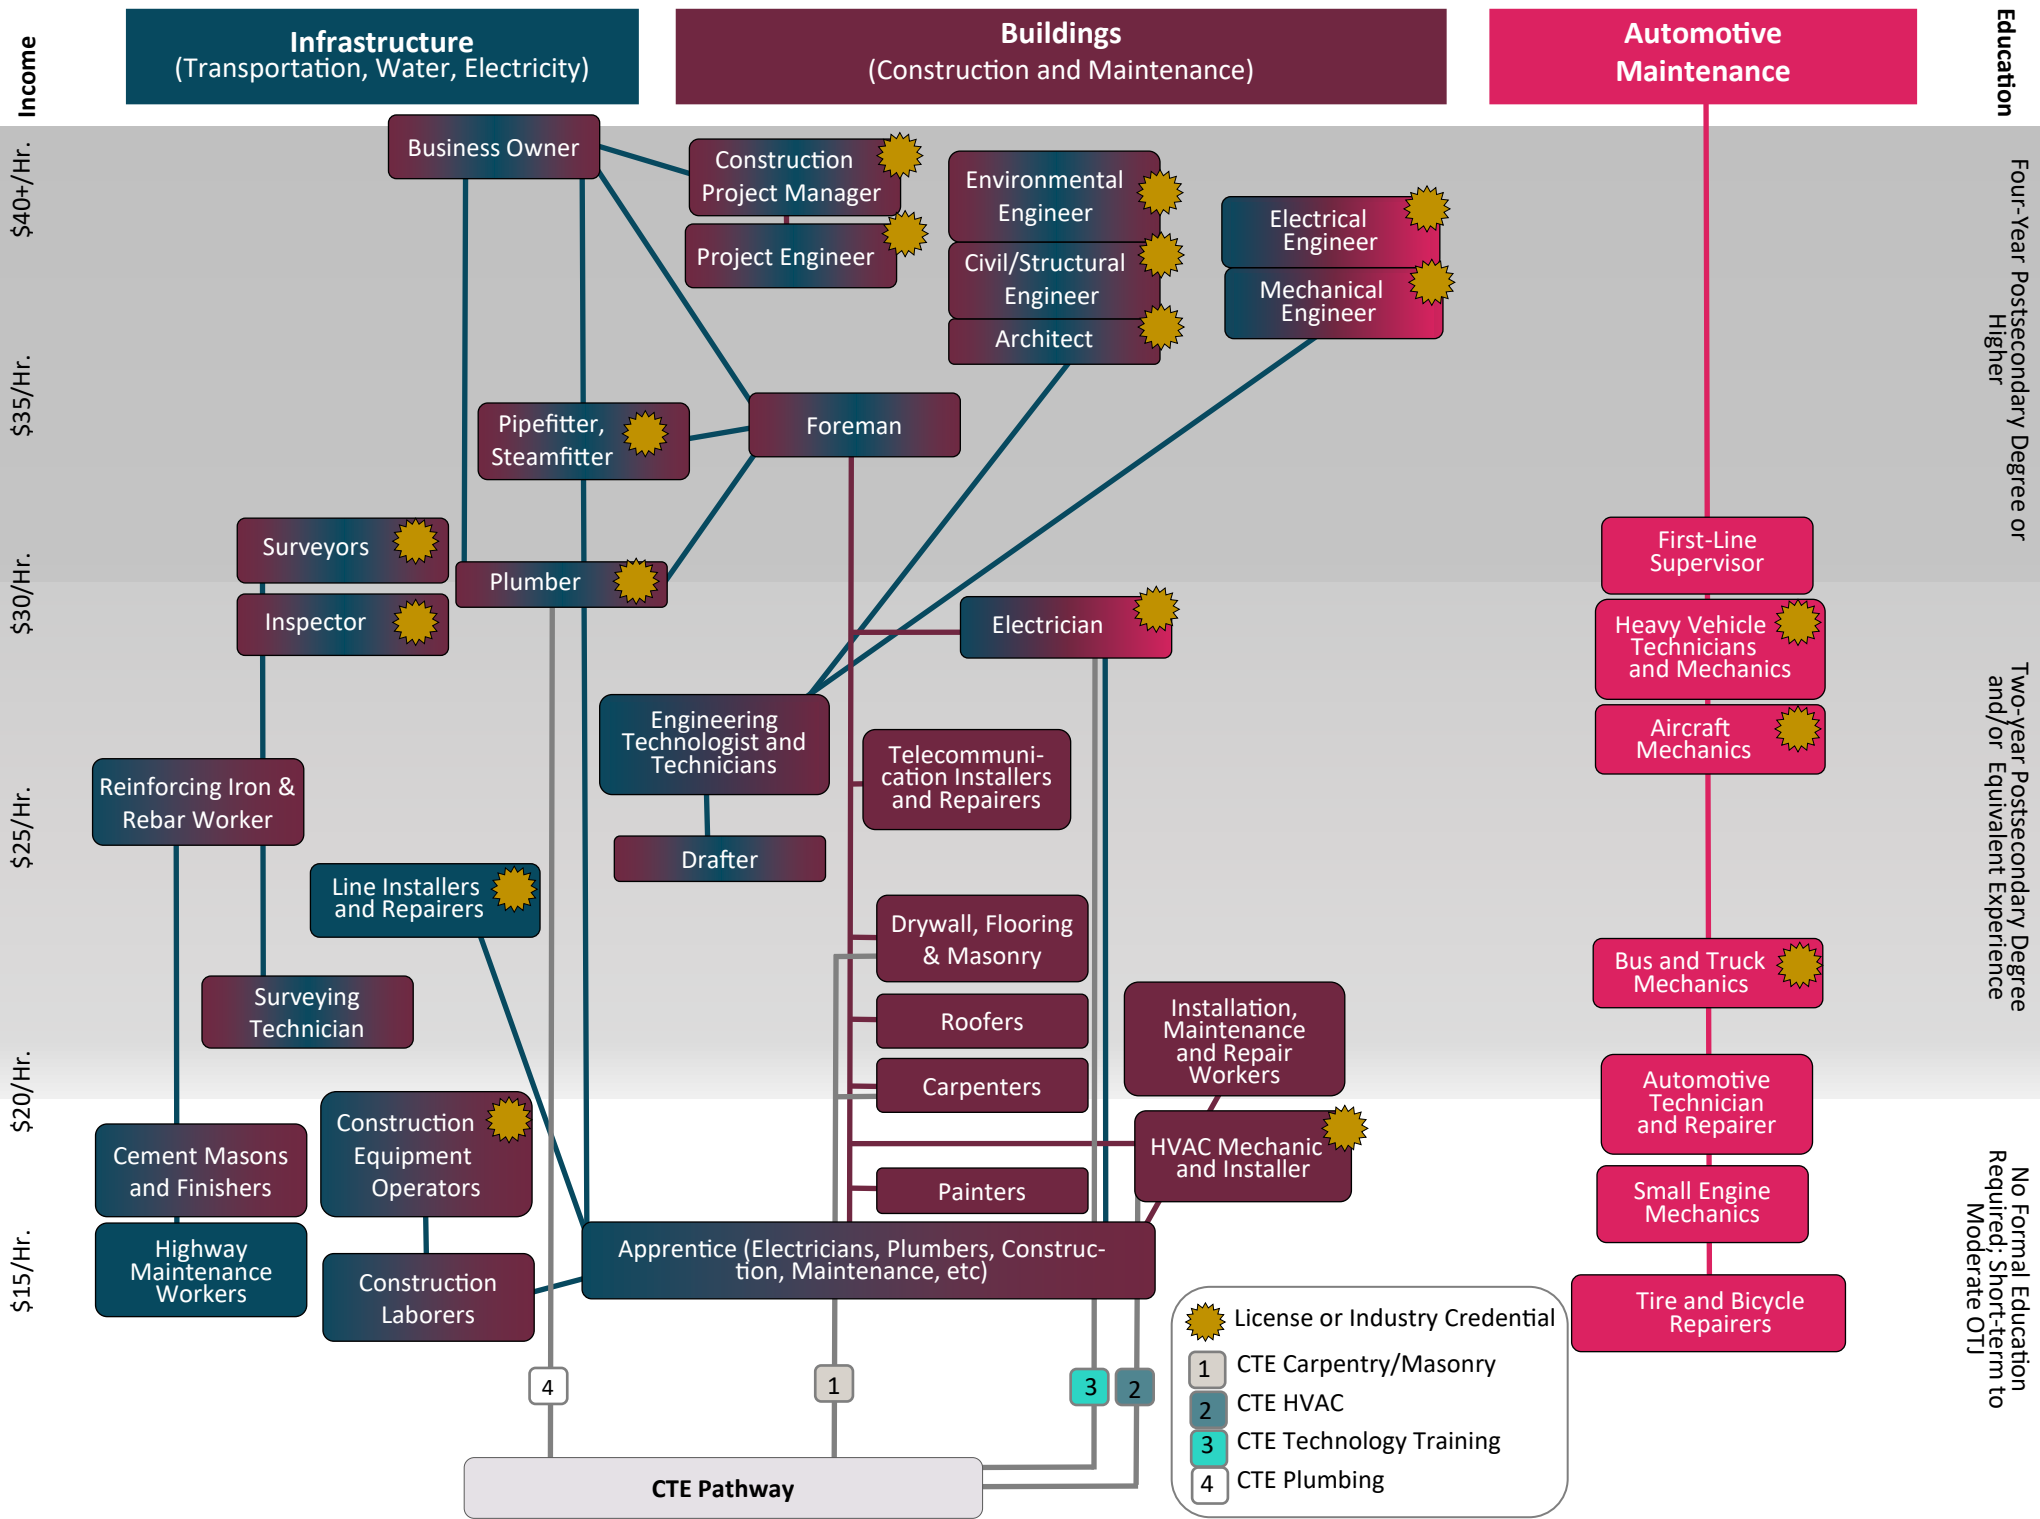 Income
Infrastructure
(Transportation, Water, Electricity)
Buildings
(Construction and Maintenance)
Automotive
Maintenance
Education
$40+/Hr.
$35/Hr.
$30/Hr.
$25/Hr.
$20/Hr.
$15/Hr.
Business Owner
Construction
Project Manager
Project Engineer
Environmental
Engineer
Civil/Structural
Engineer
Architect
Electrical
Engineer
Mechanical
Engineer
Pipefitter,
Steamfitter
Foreman
Surveyors
Inspector
Plumber
Electrician
Engineering
Technologist and
Technicians
Drafter
Telecommuni-
cation Installers
and Repairers
Reinforcing Iron &
Rebar Worker
Line Installers
and Repairers
Surveying
Technician
Drywall, Flooring
& Masonry
Roofers
Carpenters
Painters
Installation,
Maintenance
and Repair
Workers
HVAC Mechanic
and Installer
Cement Masons
and Finishers
Highway
Maintenance
Workers
Construction
Equipment
Operators
Construction
Laborers
Apprentice (Electricians, Plumbers, Construc-
tion, Maintenance, etc)
First-Line
Supervisor
Heavy Vehicle
Technicians
and Mechanics
Aircraft
Mechanics
Bus and Truck
Mechanics
Automotive
Technician
and Repairer
Small Engine
Mechanics
Tire and Bicycle
Repairers
Four-Year Postsecondary Degree or
Higher
Two-year Postsecondary Degree
and/or Equivalent Experience
No Formal Education
Required; Short-term to
Moderate OTJ
4
1
3
2
CTE Pathway
License or Industry Credential
1 CTE Carpentry/Masonry
2 CTE HVAC
3 CTE Technology Training
4 CTE Plumbing